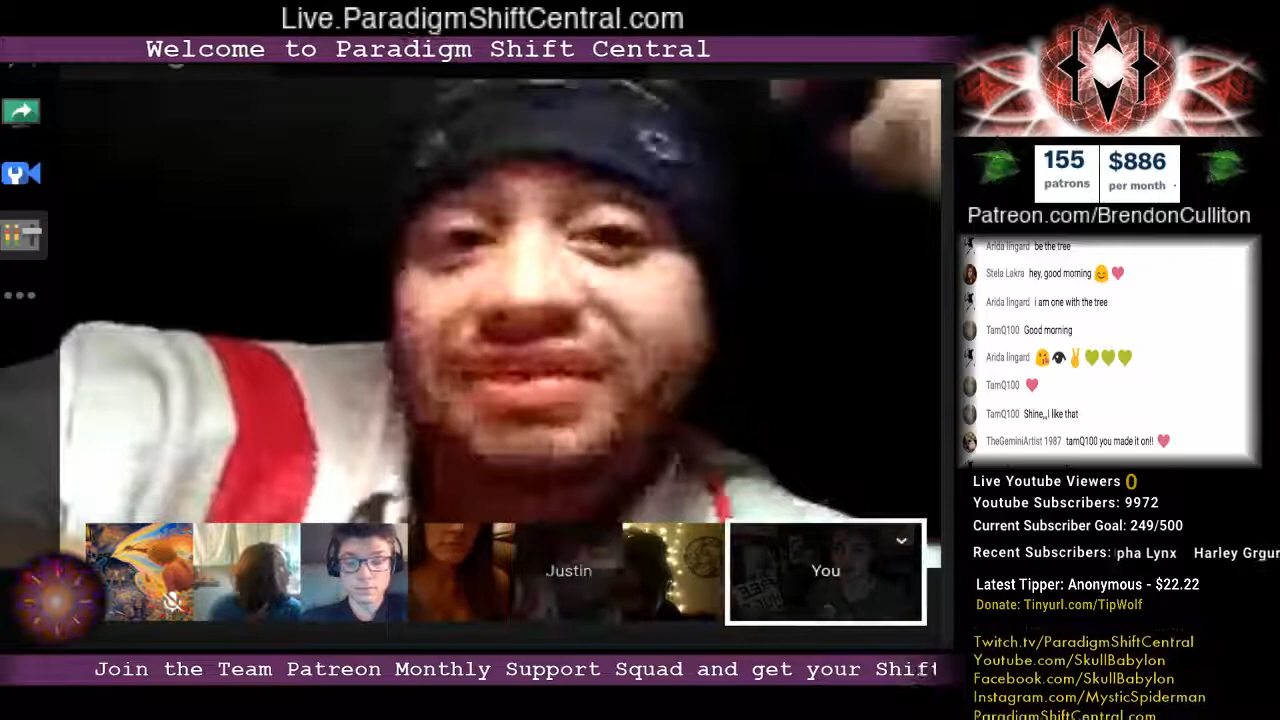 Live.ParadigmShiftCentral.com
Welcome to Paradigm Shift Central
155
patrons
$886
per month
Patreon.com/BrendonCulliton
Arida lingard be the tree
Stela Lakra hey, good morning 😊 💗
Arida lingard i am one with the tree
TamQ100 Good morning
Arida lingard 😘 👁 ✌ 💚💚💚
TamQ100 💗
TamQ100 Shine,,,I like that
TheGeminiArtist 1987 tamQ100 you made it on!! 💗
Live Youtube Viewers 0
Youtube Subscribers: 9972
Current Subscriber Goal: 249/500
Recent Subscribers: pha Lynx Harley Grgur
Latest Tipper: Anonymous - $22.22
Donate: Tinyurl.com/TipWolf
Justin
You
Twitch.tv/ParadigmShiftCentral
Youtube.com/SkullBabylon
Facebook.com/SkullBabylon
Instagram.com/MysticSpiderman
ParadigmShiftCentral.com
Join the Team Patreon Monthly Support Squad and get your Shift